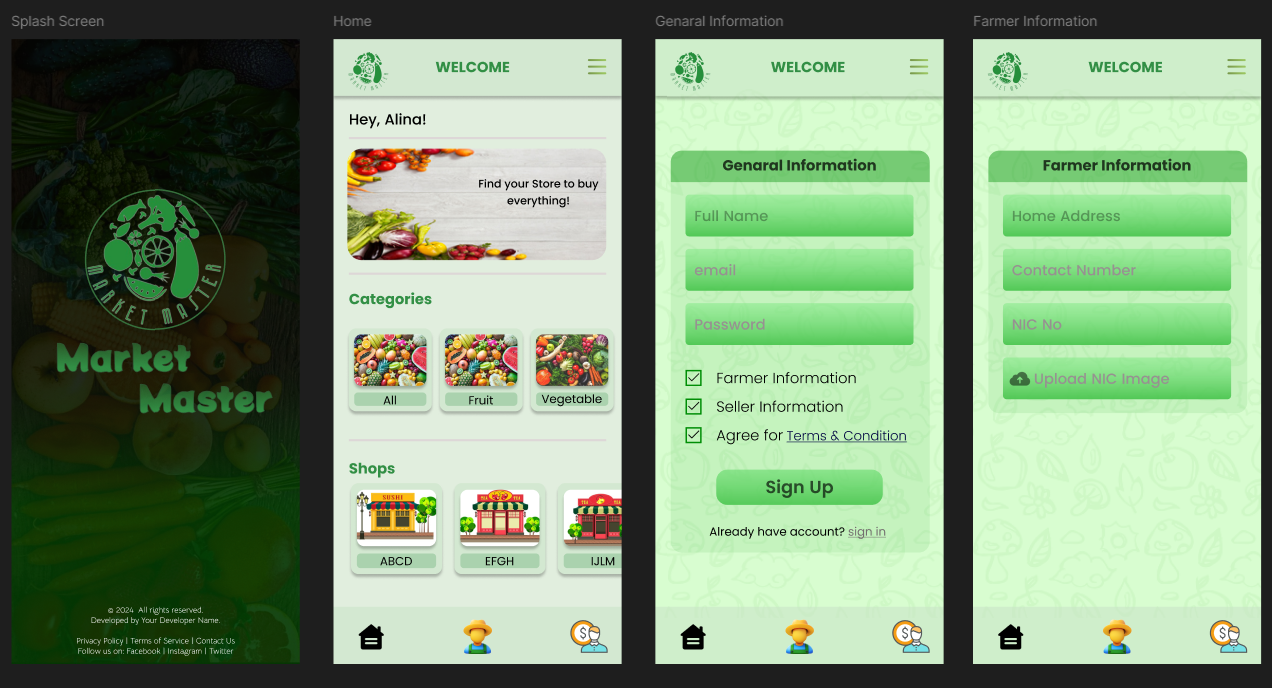 Splash Screen
MARKET MASTER
Market
Master
© 2024 All rights reserved.
Developed by Your Developer Name.
Privacy Policy | Terms of Service | Contact Us
Follow us on: Facebook | Instagram | Twitter
Home
MARKET MASTER
WELCOME
Hey, Alina!
Find your Store to buy
everything!
Categories
All
Fruit
Vegetable
Shops
SUSHI
ABCD
EFGH
IJLM
Genaral Information
MARKET MASTER
WELCOME
Genaral Information
Full Name
email
Password
Farmer Information
Seller Information
Agree for Terms & Condition
Sign Up
Already have account? sign in
Farmer Information
MARKET MASTER
WELCOME
Farmer Information
Home Address
Contact Number
NIC No
Upload NIC Image